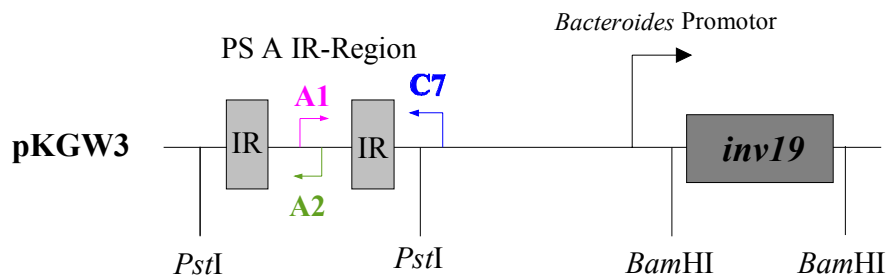 Bacteroides Promotor
PS A IR-Region
A1
C7
pKGW3
IR
IR
inv19
A2
PstI
PstI
BamHI
BamHI